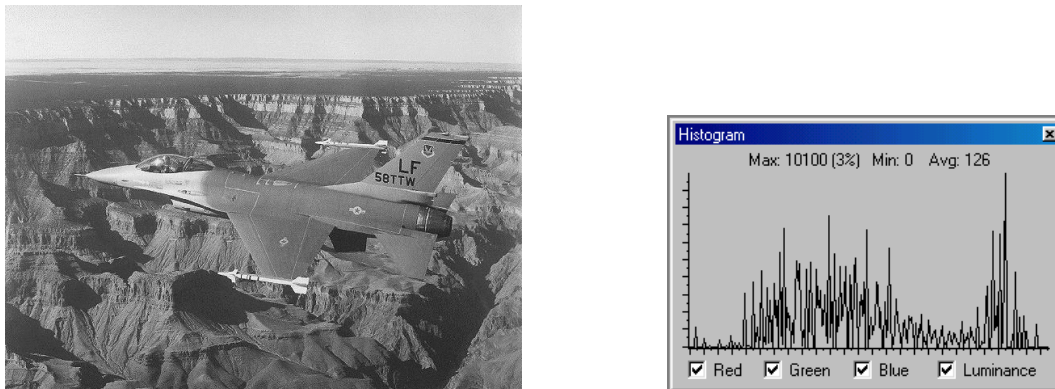 LF
58TTW
Histogram
Max: 10100 (3%) Min: 0 Avg: 126
Red Green Blue Luminance